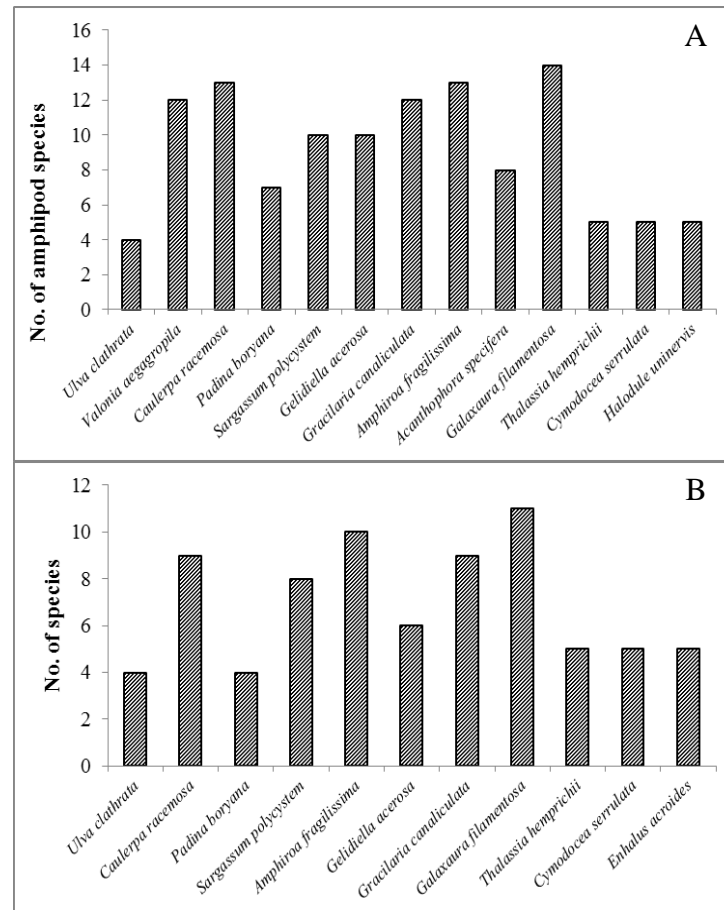 A
No. of amphipod species
16
14
12
10
8
6
4
2
0
Ulva clathrata
Valonia aegagropila
Caulerpa racemosa
Padina boryana
Sargassum polycystem
Gelidiella acerosa
Gracilaria canaliculata
Amphiroa fragilissima
Acanthophora specifera
Galaxaura filamentosa
Thalassia hemprichii
Cymodocea serrulata
Halodule uninervis
B
No. of species
12
10
8
6
4
2
0
Ulva clathrata
Caulerpa racemosa
Padina boryana
Sargassum polycystem
Amphiroa fragilissima
Gelidiella acerosa
Gracilaria canaliculata
Galaxaura filamentosa
Thalassia hemprichii
Cymodocea serrulata
Enhalus acroides